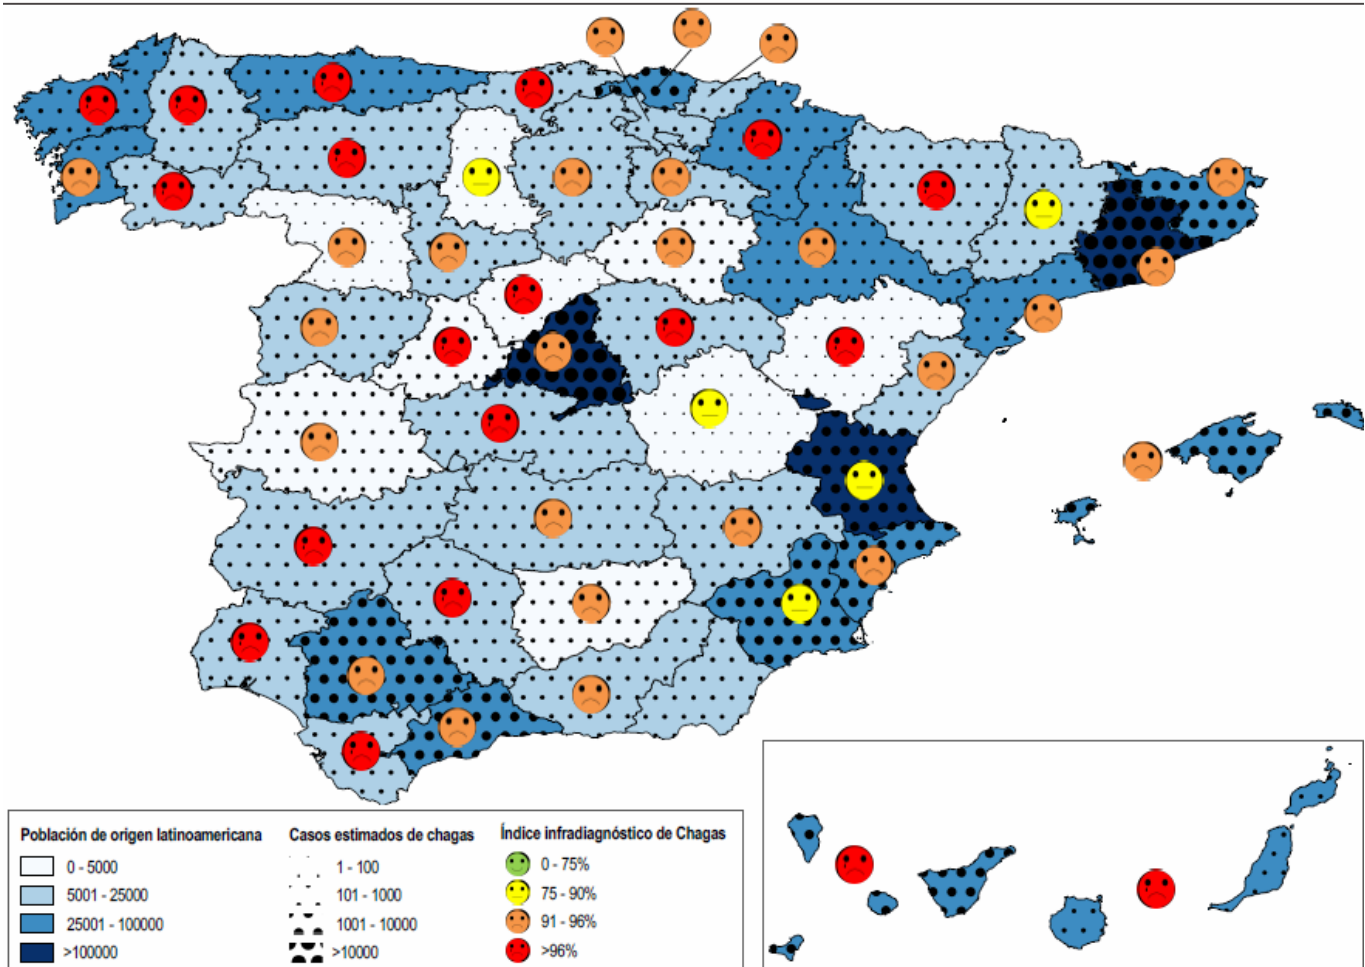 Población de origen latinoamericana
0 - 5000
5001 - 25000
25001 - 100000
>100000
Casos estimados de chagas
1 - 100
101 - 1000
1001 - 10000
>10000
Índice infradiagnóstico de Chagas
0 - 75%
75 - 90%
91 - 96%
>96%